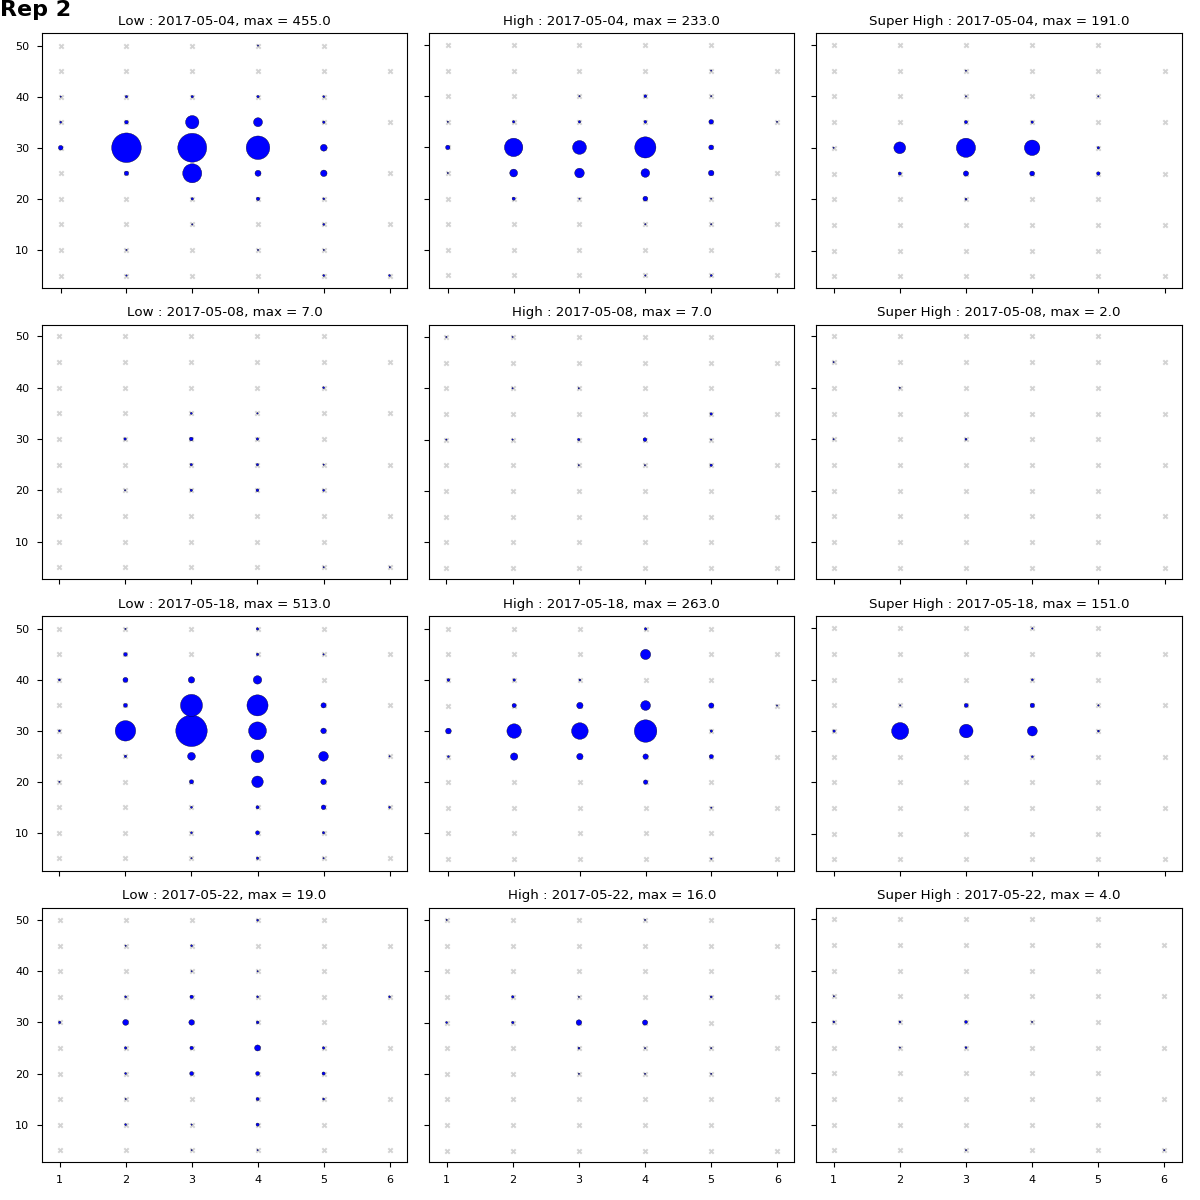 Rep 2
Low : 2017-05-04, max = 455.0
High : 2017-05-04, max = 233.0
Super High : 2017-05-04, max = 191.0
50
40
30
20
10
Low : 2017-05-08, max = 7.0
High : 2017-05-08, max = 7.0
Super High : 2017-05-08, max = 2.0
50
40
30
20
10
Low : 2017-05-18, max = 513.0
High : 2017-05-18, max = 263.0
Super High : 2017-05-18, max = 151.0
50
40
30
20
10
Low : 2017-05-22, max = 19.0
High : 2017-05-22, max = 16.0
Super High : 2017-05-22, max = 4.0
50
40
30
20
10
1 2 3 4 5 6 1 2 3 4 5 6 1 2 3 4 5 6